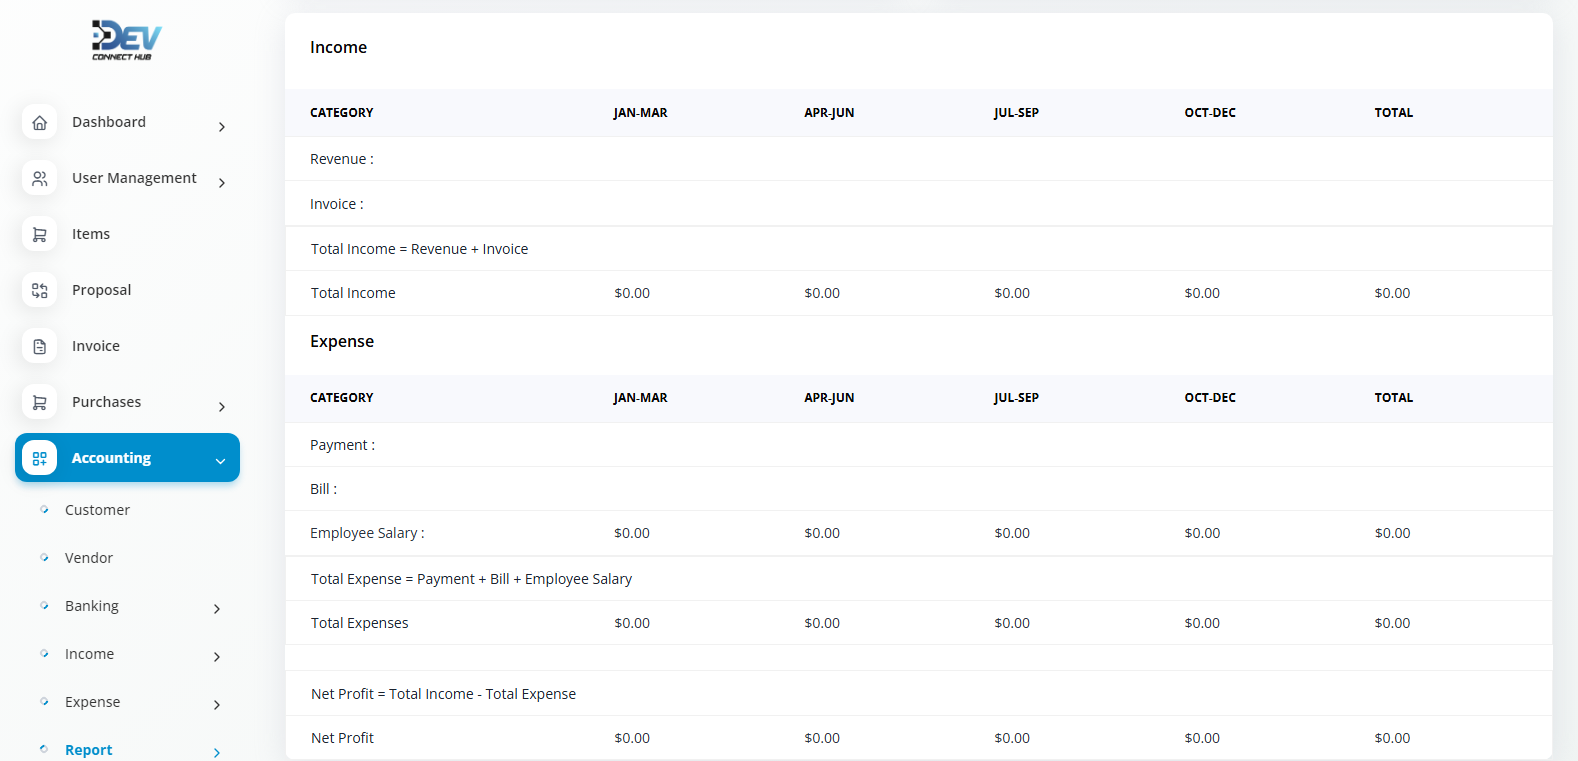 DEV
CONNECT HUB
Dashboard
User Management
Items
Proposal
Invoice
Purchases
Accounting
Customer
Vendor
Banking
Income
Expense
Report
Income
CATEGORY JAN-MAR APR-JUN JUL-SEP OCT-DEC TOTAL
Revenue :
Invoice :
Total Income = Revenue + Invoice
Total Income $0.00 $0.00 $0.00 $0.00 $0.00
Expense
CATEGORY JAN-MAR APR-JUN JUL-SEP OCT-DEC TOTAL
Payment :
Bill :
Employee Salary : $0.00 $0.00 $0.00 $0.00 $0.00
Total Expense = Payment + Bill + Employee Salary
Total Expenses $0.00 $0.00 $0.00 $0.00 $0.00
Net Profit = Total Income - Total Expense
Net Profit $0.00 $0.00 $0.00 $0.00 $0.00